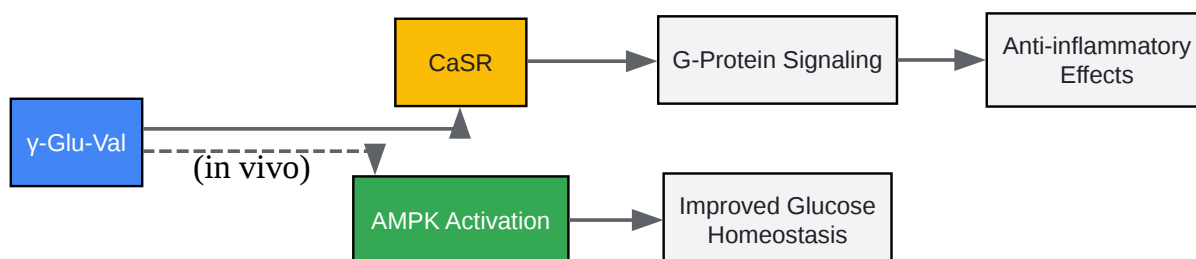 γ-Glu-Val
(in vivo)
CaSR
G-Protein Signaling
Anti-inflammatory
Effects
AMPK Activation
Improved Glucose
Homeostasis